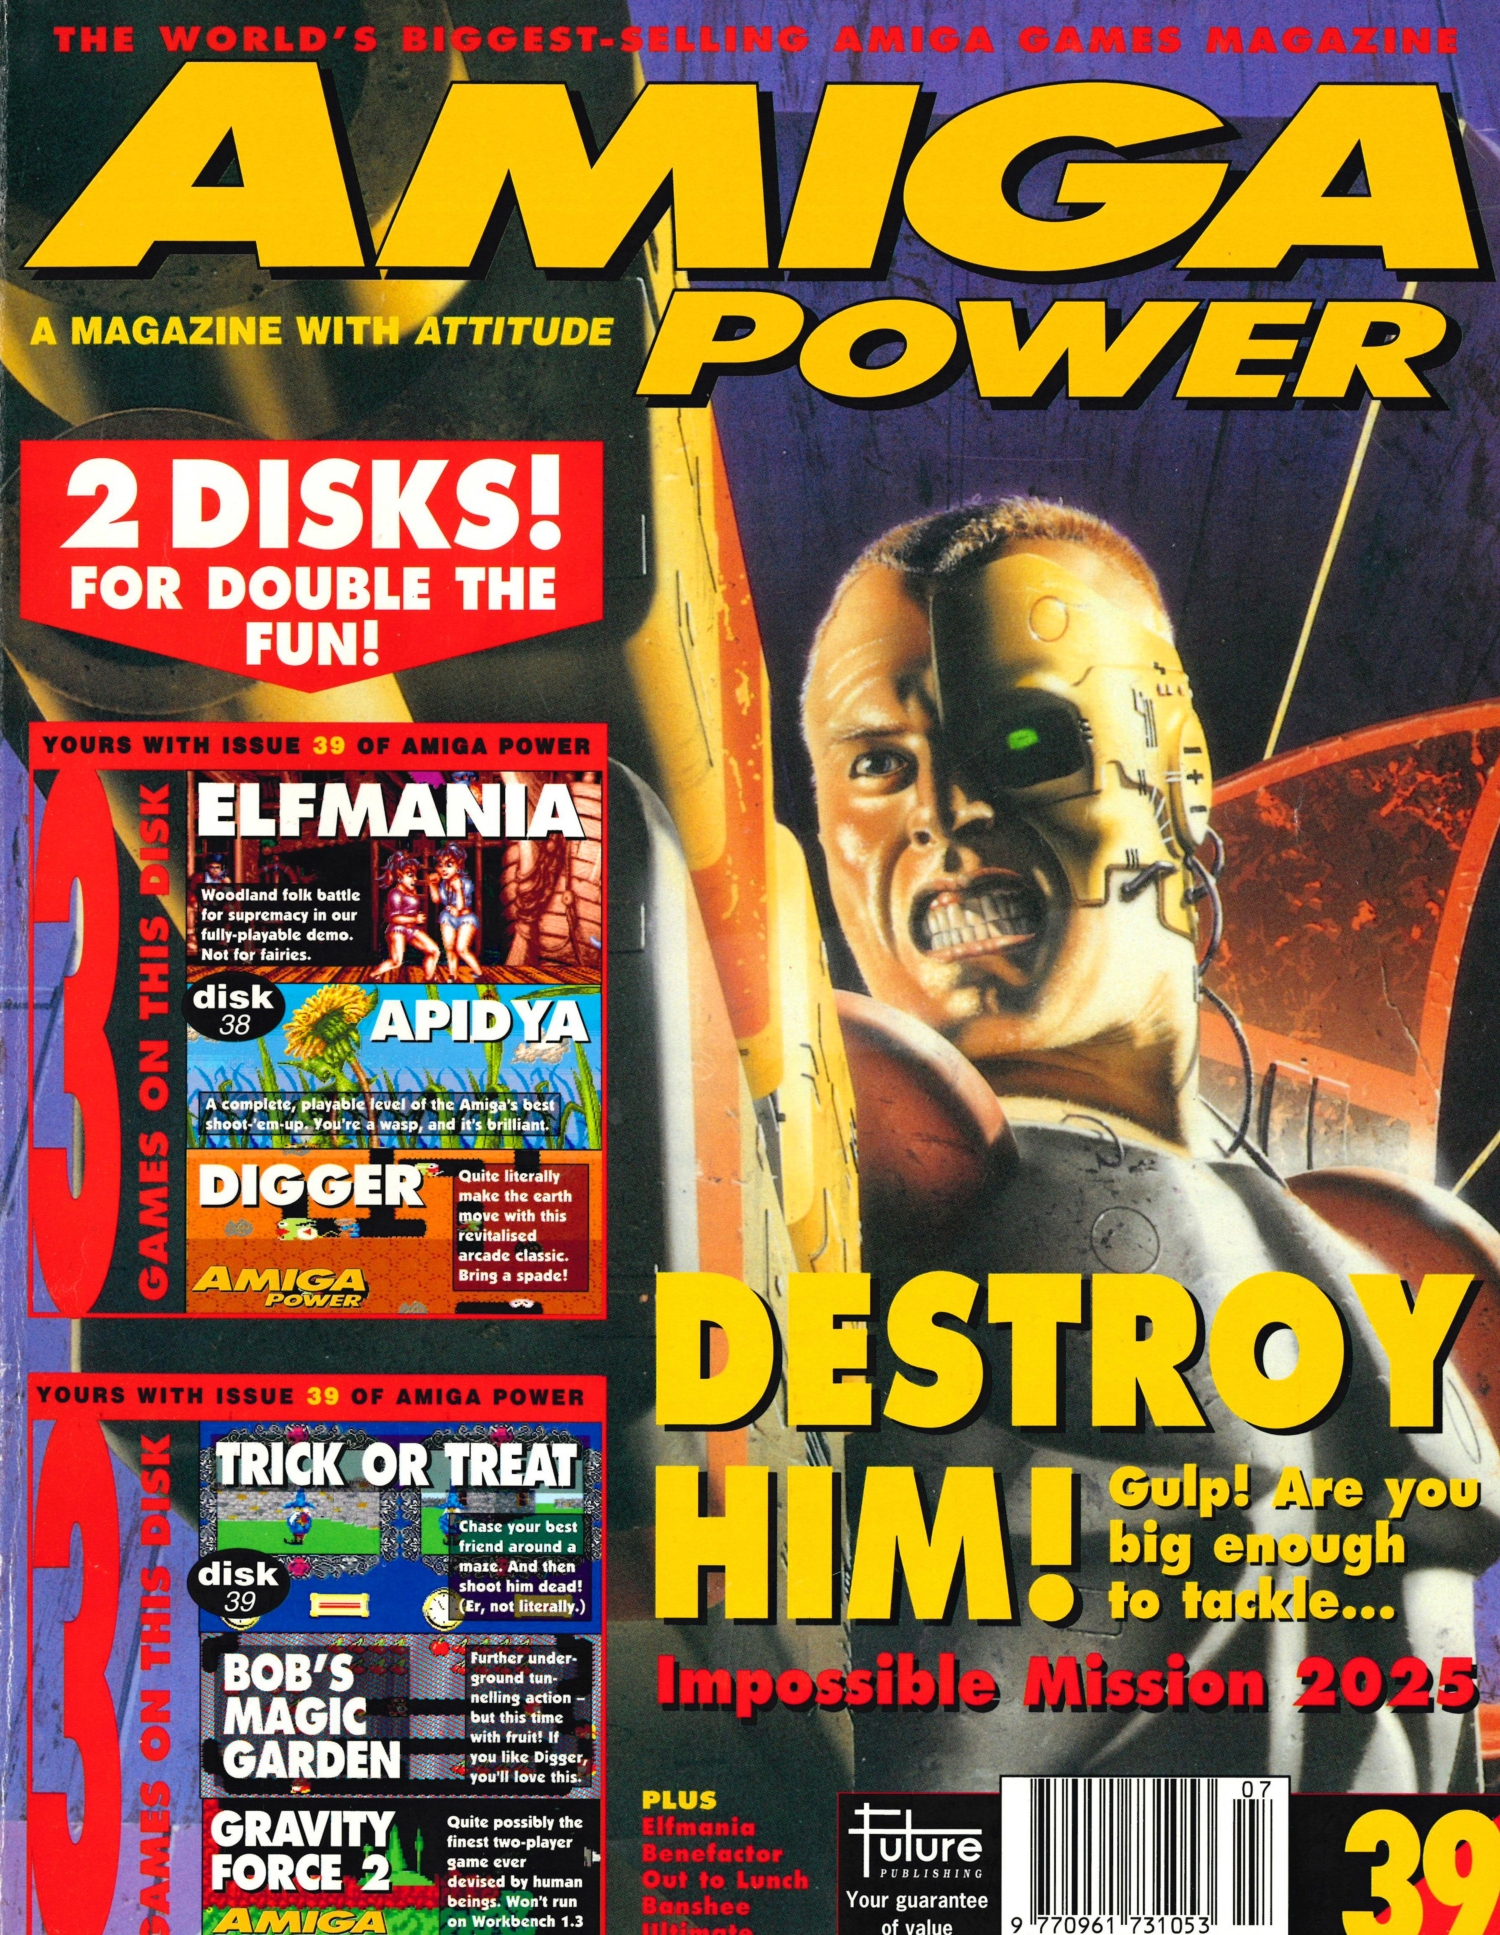 THE WORLD'S BIGGEST-SELLING AMIGA GAMES MAGAZINE
AMIGA
POWER
A MAGAZINE WITH ATTITUDE
2 DISKS!
FOR DOUBLE THE
FUN!
YOURS WITH ISSUE 39 OF AMIGA POWER
3
GAMES ON THIS DISK
ELFMANIA
Woodland folk battle
for supremacy in our
fully-playable demo.
Not for fairies.
disk
38
APIDYA
A complete, playable level of the Amiga's best
shoot-'em-up. You're a wasp, and it's brilliant.
DIGGER
Quite literally
make the earth
move with this
revitalised
arcade classic.
Bring a spade!
AMIGA
POWER
YOURS WITH ISSUE 39 OF AMIGA POWER
3
GAMES ON THIS DISK
TRICK OR TREAT
Chase your best
friend around a
maze. And then
shoot him dead!
(Er, not literally.)
disk
39
BOB'S
MAGIC
GARDEN
Further under-
ground tun-
nelling action –
but this time
with fruit! If
you like Digger,
you'll love this.
GRAVITY
FORCE 2
Quite possibly the
finest two-player
game ever
devised by human
beings. Won't run
on Workbench 1.3
AMIGA
DESTROY
HIM!
Gulp! Are you
big enough
to tackle...
Impossible Mission 2025
PLUS
Elfmania
Benefactor
Out to Lunch
Banshee
Ultimate
Future
PUBLISHING
Your guarantee
of value
07
9 770961 731053
39